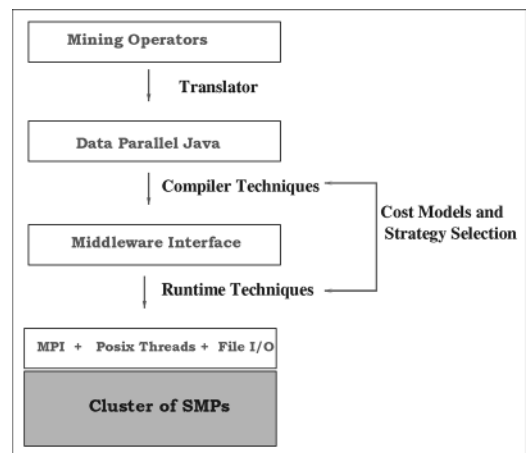 Mining Operators
Translator
Data Parallel Java
Compiler Techniques
Cost Models and
Strategy Selection
Middleware Interface
Runtime Techniques
MPI + Posix Threads + File I/O
Cluster of SMPs